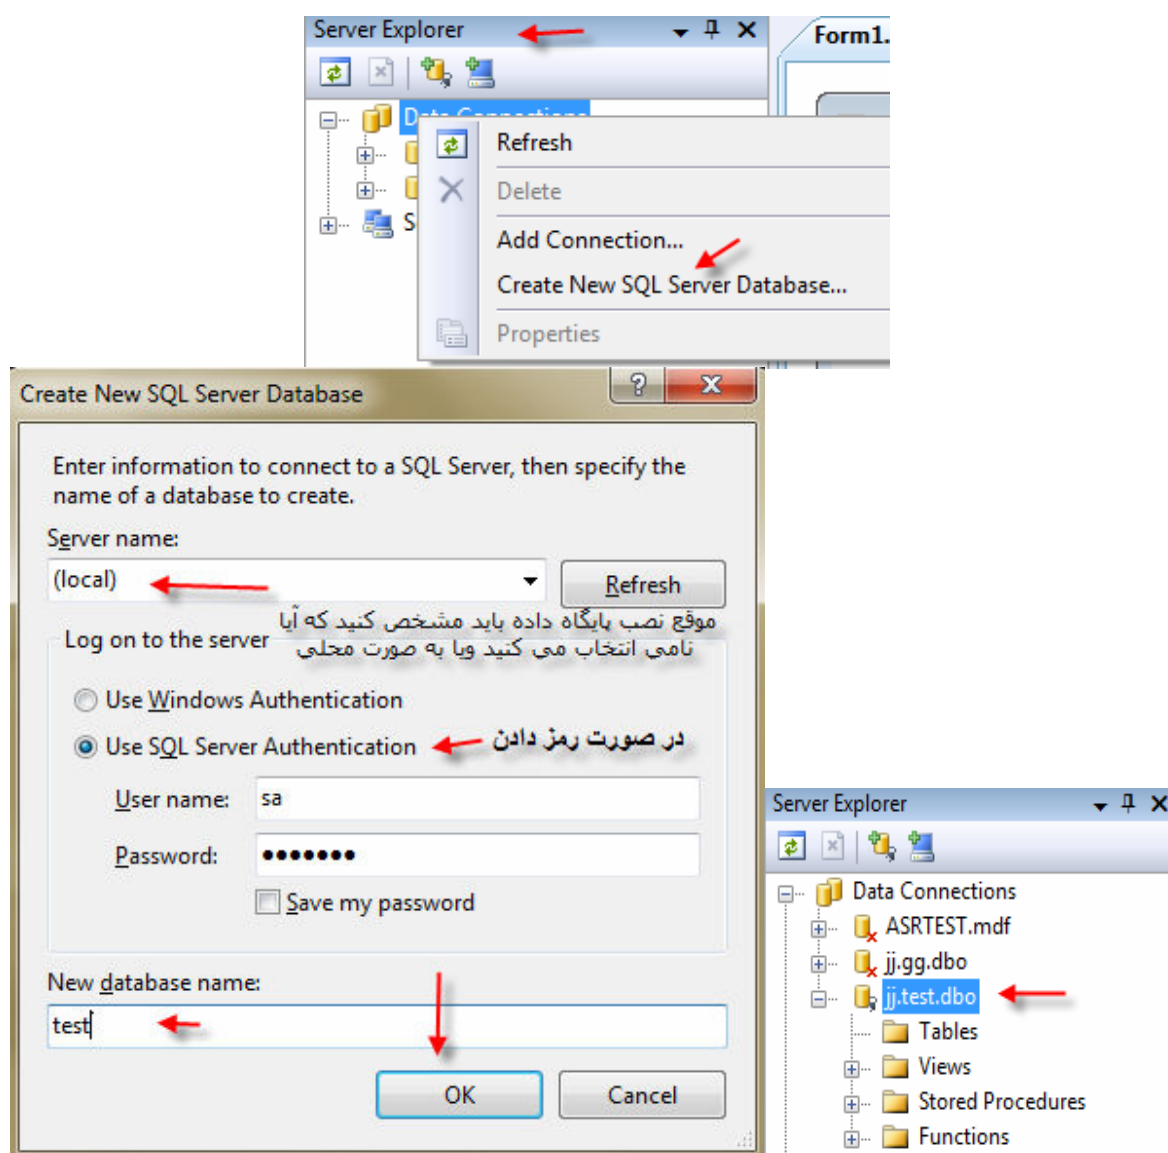 Server Explorer
Form1.
Data Connections
Refresh
Delete
Add Connection...
Create New SQL Server Database...
Properties
Create New SQL Server Database
Enter information to connect to a SQL Server, then specify the
name of a database to create.
Server name:
(local)
Refresh
موقع نصب پایگاه داده باید مشخص کنید که آیا
نامی انتخاب می کنید ویا به صورت محلی
Log on to the server
Use Windows Authentication
Use SQL Server Authentication
در صورت رمز دادن
User name:
sa
Password:
•••••••
Save my password
New database name:
test
OK
Cancel
Server Explorer
Data Connections
ASRTEST.mdf
jj.gg.dbo
jj.test.dbo
Tables
Views
Stored Procedures
Functions